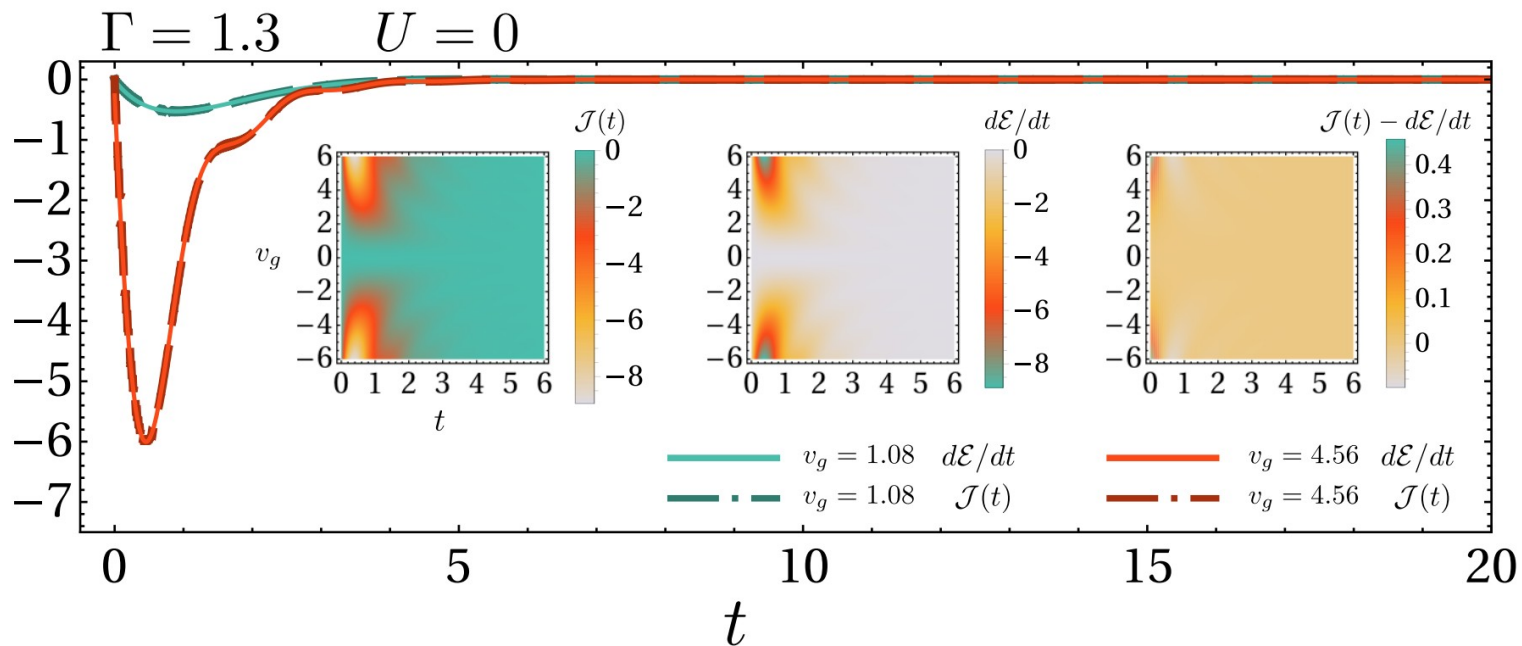 Γ = 1.3 U = 0
0
−1
−2
−3
−4
−5
−6
−7
0 5 10 15 20
t
𝒥(t)
6
4
2
0
−2
−4
−6
v_g
0 1 2 3 4 5 6
t
0
−2
−4
−6
−8
dℰ/dt
6
4
2
0
−2
−4
−6
0 1 2 3 4 5 6
0
−2
−4
−6
−8
𝒥(t) − dℰ/dt
6
4
2
0
−2
−4
−6
0 1 2 3 4 5 6
0.4
0.3
0.2
0.1
0
v_g = 1.08 dℰ/dt
v_g = 1.08 𝒥(t)
v_g = 4.56 dℰ/dt
v_g = 4.56 𝒥(t)